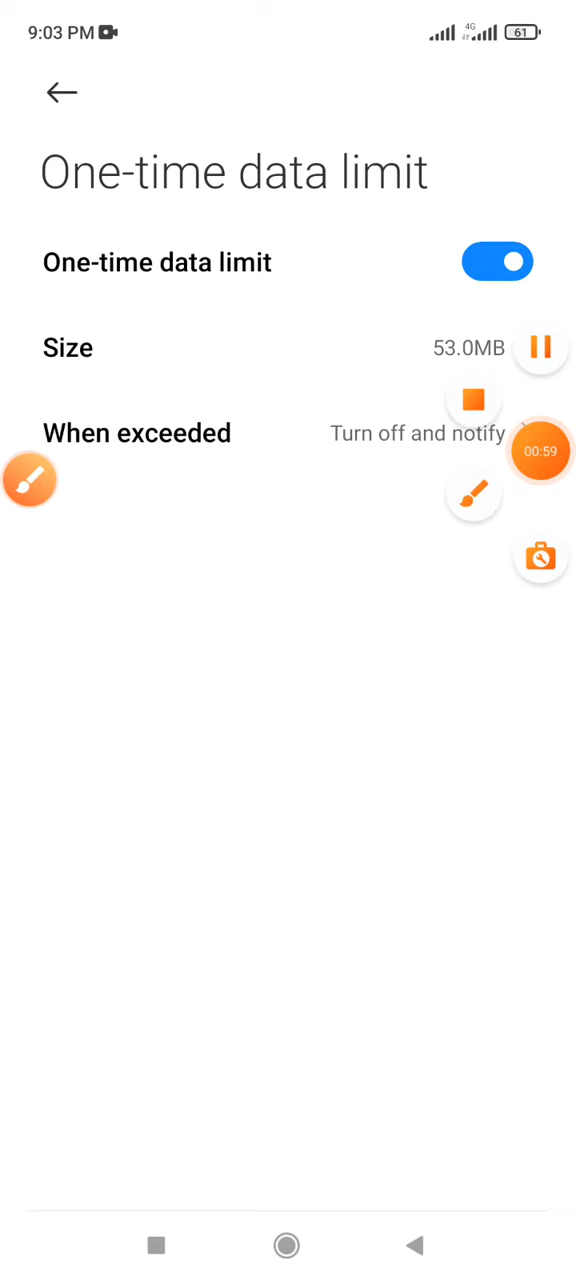 9:03 PM
4G
61
One-time data limit
One-time data limit
Size
53.0MB
When exceeded
Turn off and notify
00:59